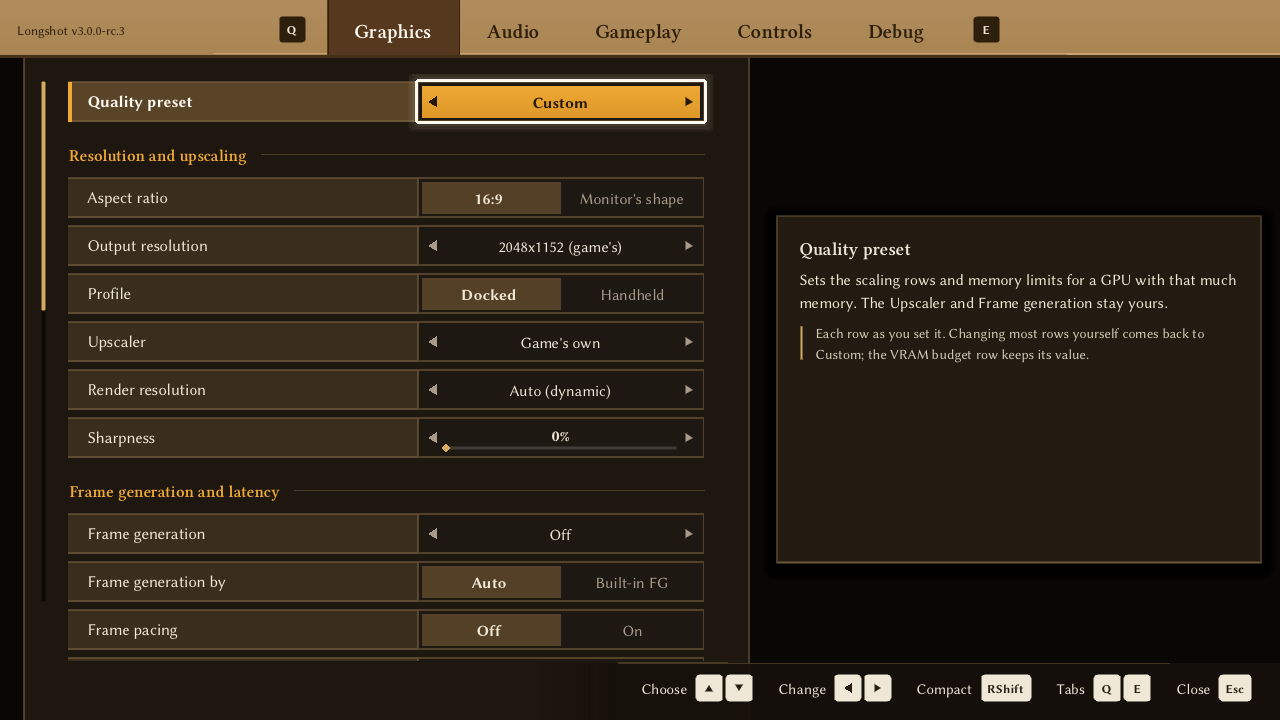 Longshot v3.0.0-rc.3
Q
Graphics
Audio
Gameplay
Controls
Debug
E
Quality preset
Custom
Resolution and upscaling
Aspect ratio
16:9
Monitor's shape
Output resolution
2048x1152 (game's)
Profile
Docked
Handheld
Upscaler
Game's own
Render resolution
Auto (dynamic)
Sharpness
0%
Frame generation and latency
Frame generation
Off
Frame generation by
Auto
Built-in FG
Frame pacing
Off
On
Quality preset
Sets the scaling rows and memory limits for a GPU with that much
memory. The Upscaler and Frame generation stay yours.
Each row as you set it. Changing most rows yourself comes back to
Custom; the VRAM budget row keeps its value.
Choose
Change
Compact
RShift
Tabs
Q
E
Close
Esc